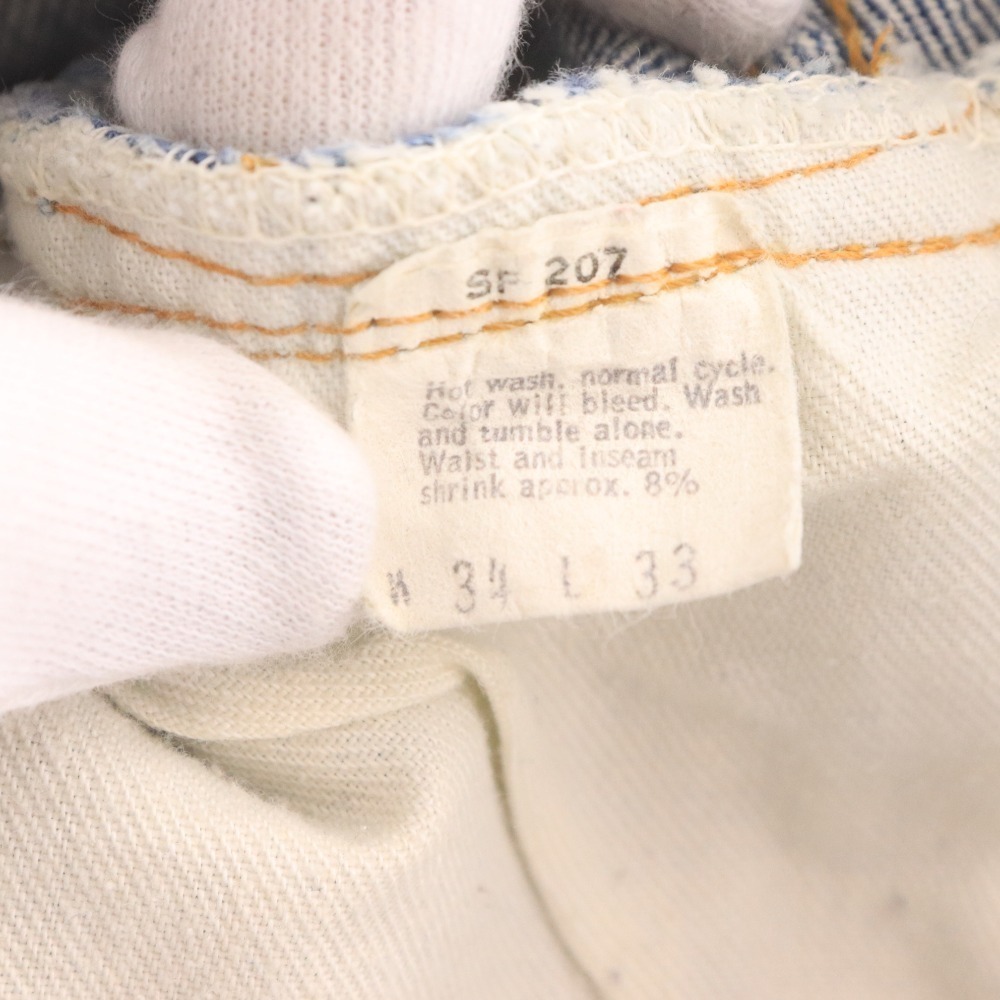 SF 207
Hot wash, normal cycle.
Color will bleed. Wash
and tumble alone.
Waist and Inseam
shrink approx. 8%
W 34 L 33